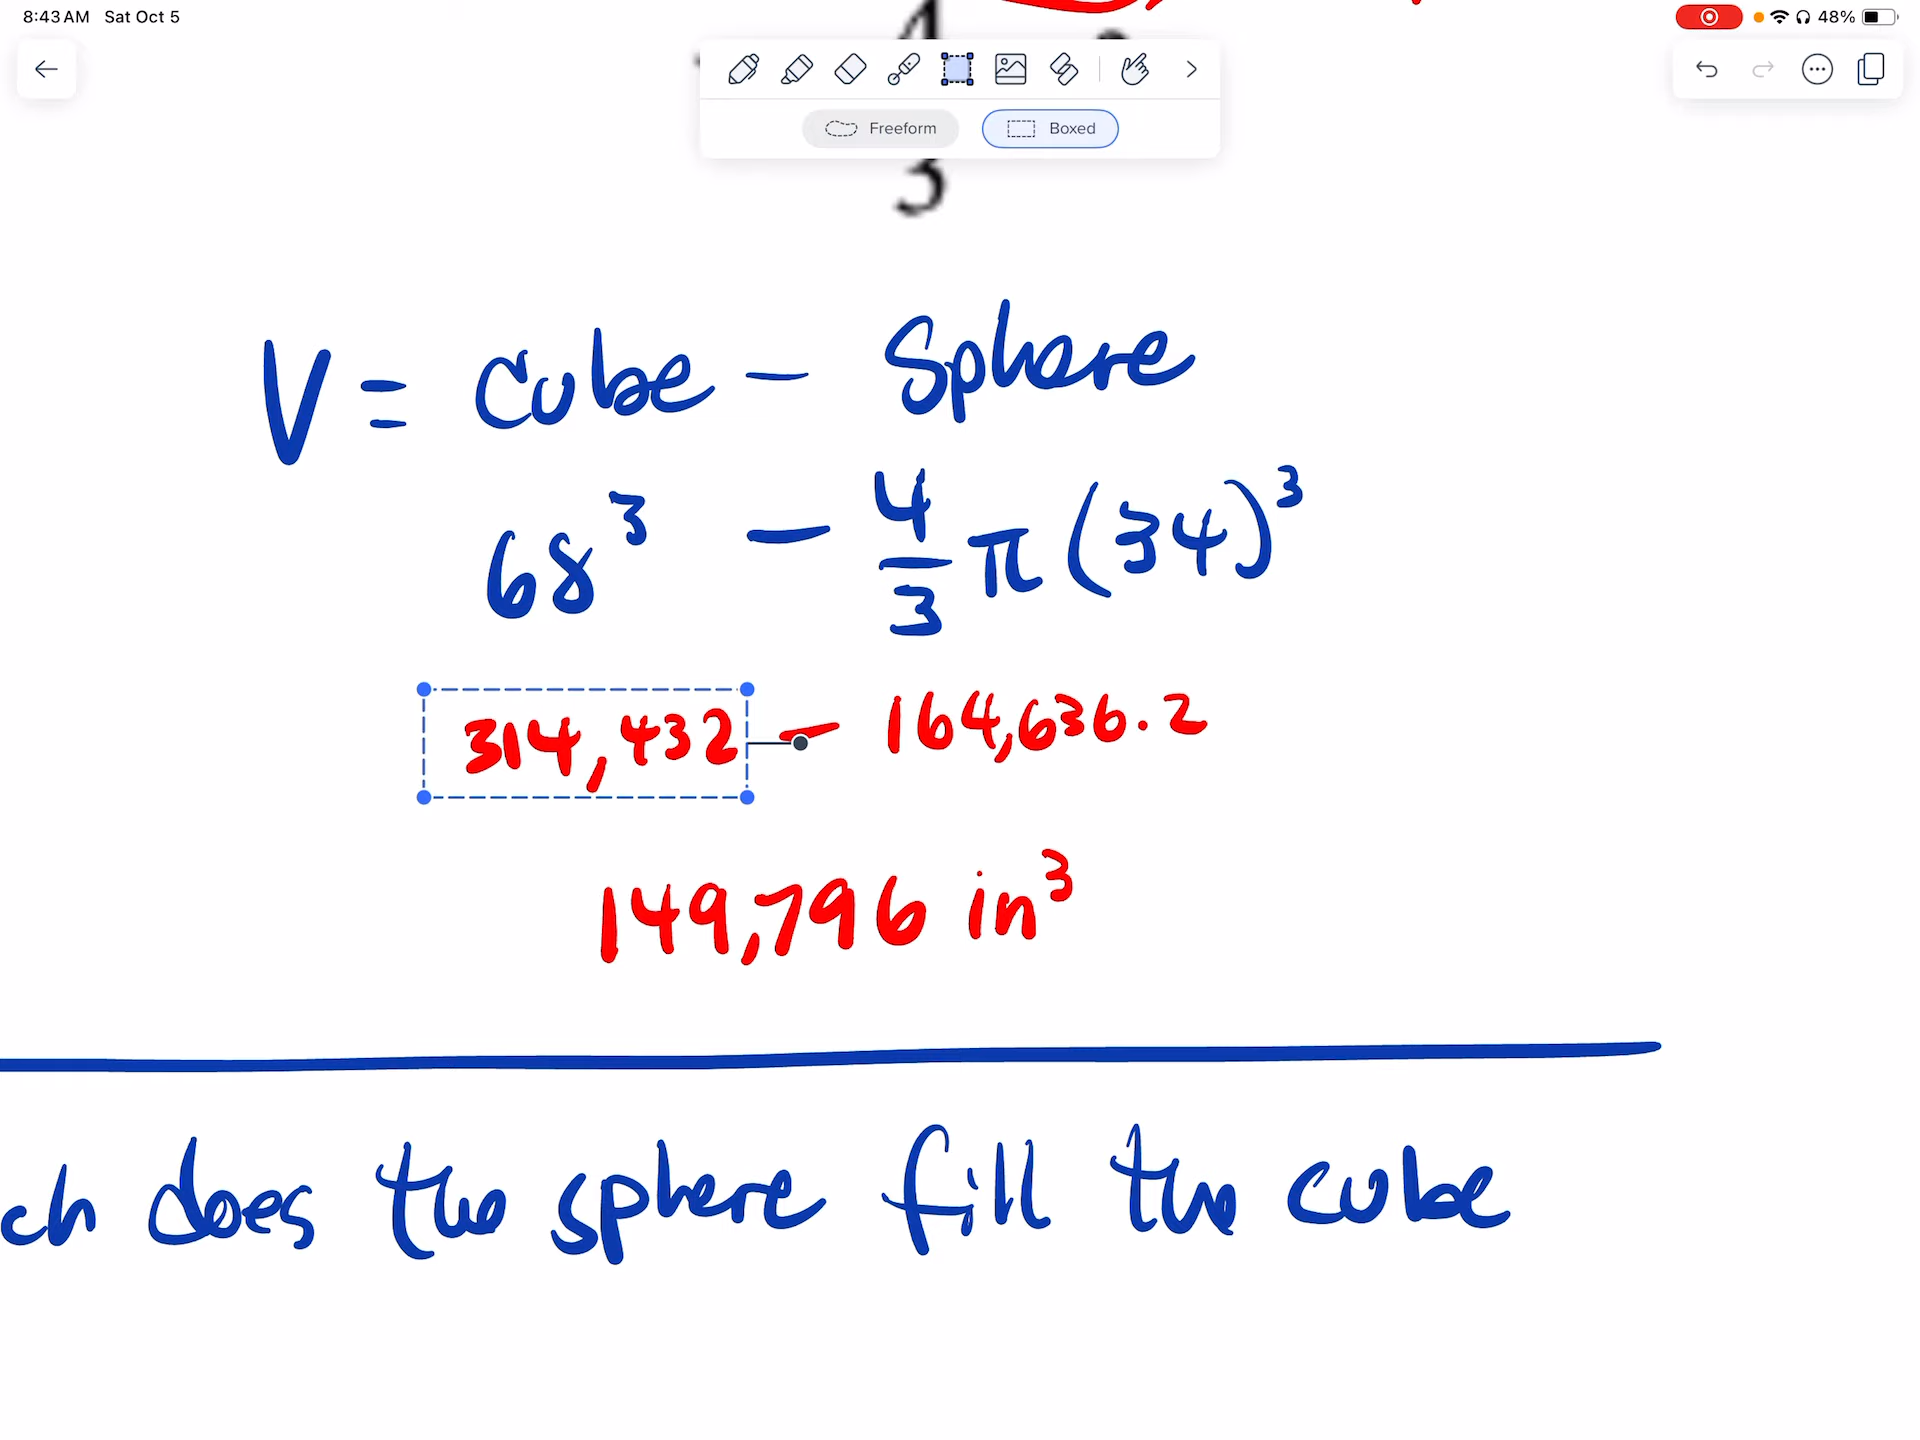 8:43 AM Sat Oct 5
48%
Freeform Boxed
3
V = Cube - Sphere
68³ - 4/3 π (34)³
314,432 - 164,636.2
149,796 in³
ch does the sphere fill the cube